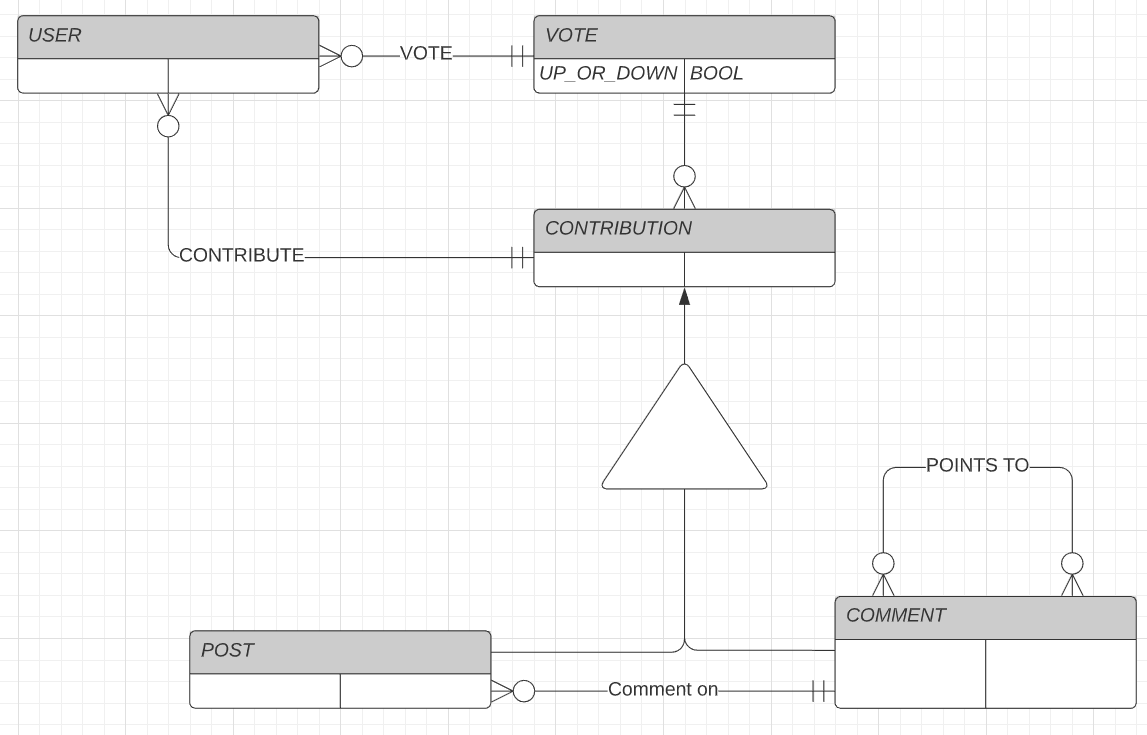 USER
VOTE
VOTE
UP_OR_DOWN BOOL
CONTRIBUTE
CONTRIBUTION
POINTS TO
COMMENT
POST
Comment on